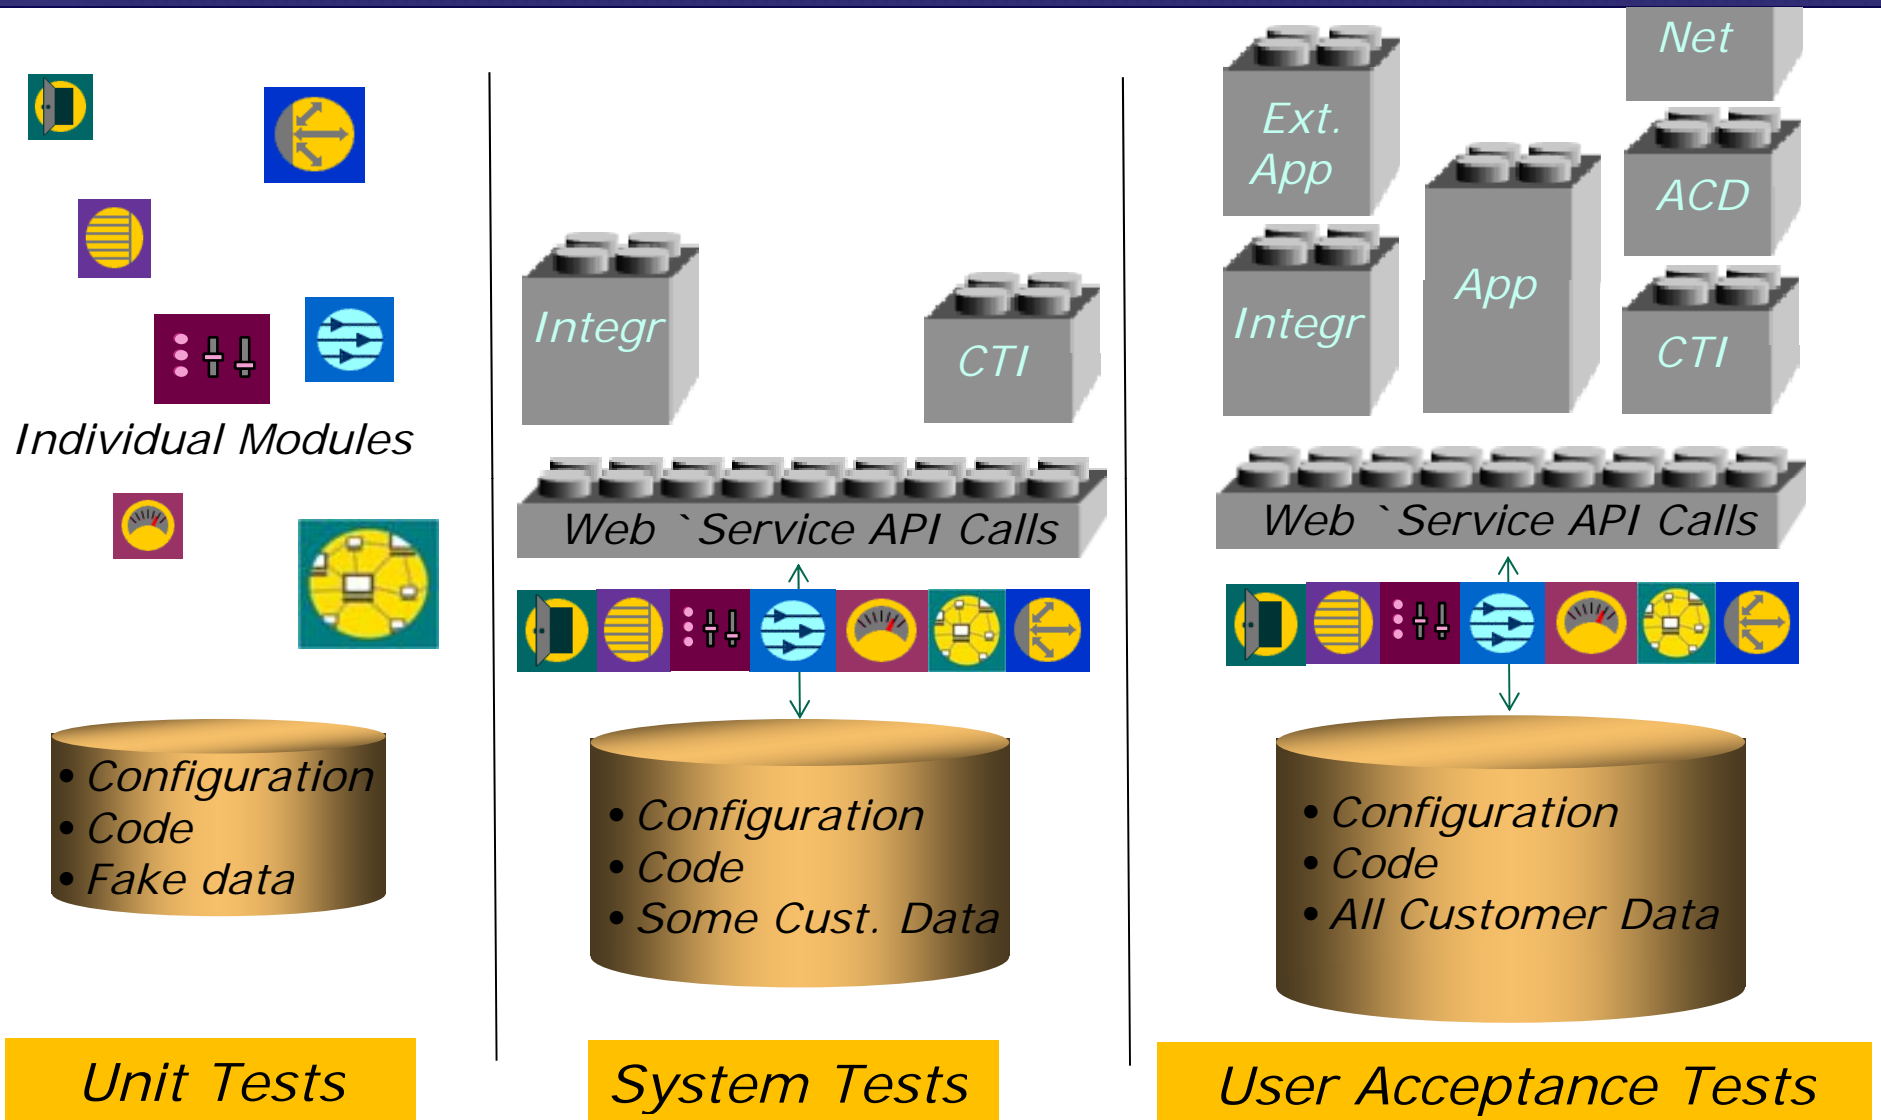 Individual Modules
• Configuration
• Code
• Fake data
Unit Tests
Integr
CTI
Web `Service API Calls
• Configuration
• Code
• Some Cust. Data
System Tests
Ext.
App
Integr
App
Net
ACD
CTI
Web `Service API Calls
• Configuration
• Code
• All Customer Data
User Acceptance Tests